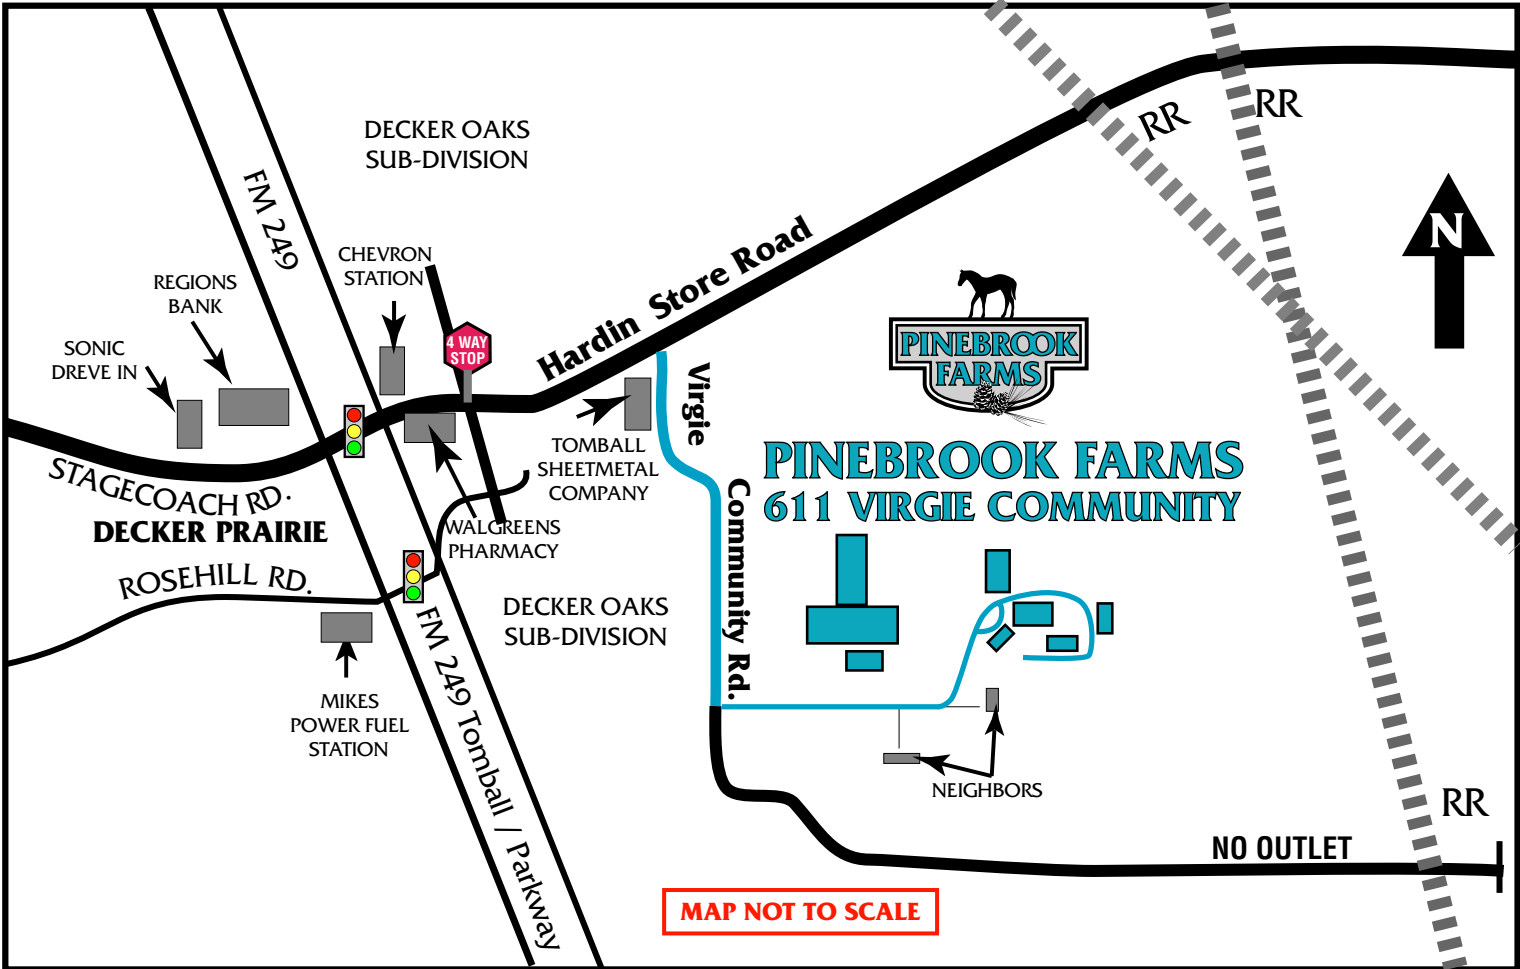 DECKER OAKS
SUB-DIVISION
RR
RR
FM 249
N
CHEVRON
STATION
REGIONS
BANK
SONIC
DREVE IN
4 WAY
STOP
Hardin Store Road
PINEBROOK
FARMS
Virgie
Community Rd.
TOMBALL
SHEETMETAL
COMPANY
PINEBROOK FARMS
611 VIRGIE COMMUNITY
STAGECOACH RD.
DECKER PRAIRIE
WALGREENS
PHARMACY
ROSEHILL RD.
DECKER OAKS
SUB-DIVISION
FM 249 Tomball / Parkway
MIKES
POWER FUEL
STATION
NEIGHBORS
RR
NO OUTLET
MAP NOT TO SCALE